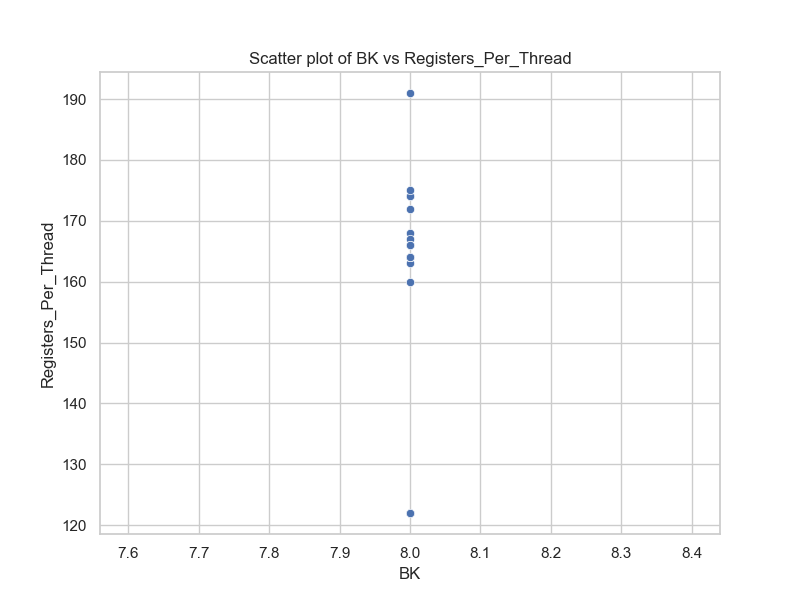 Scatter plot of BK vs Registers_Per_Thread
Registers_Per_Thread
190
180
170
160
150
140
130
120
7.6 7.7 7.8 7.9 8.0 8.1 8.2 8.3 8.4
BK